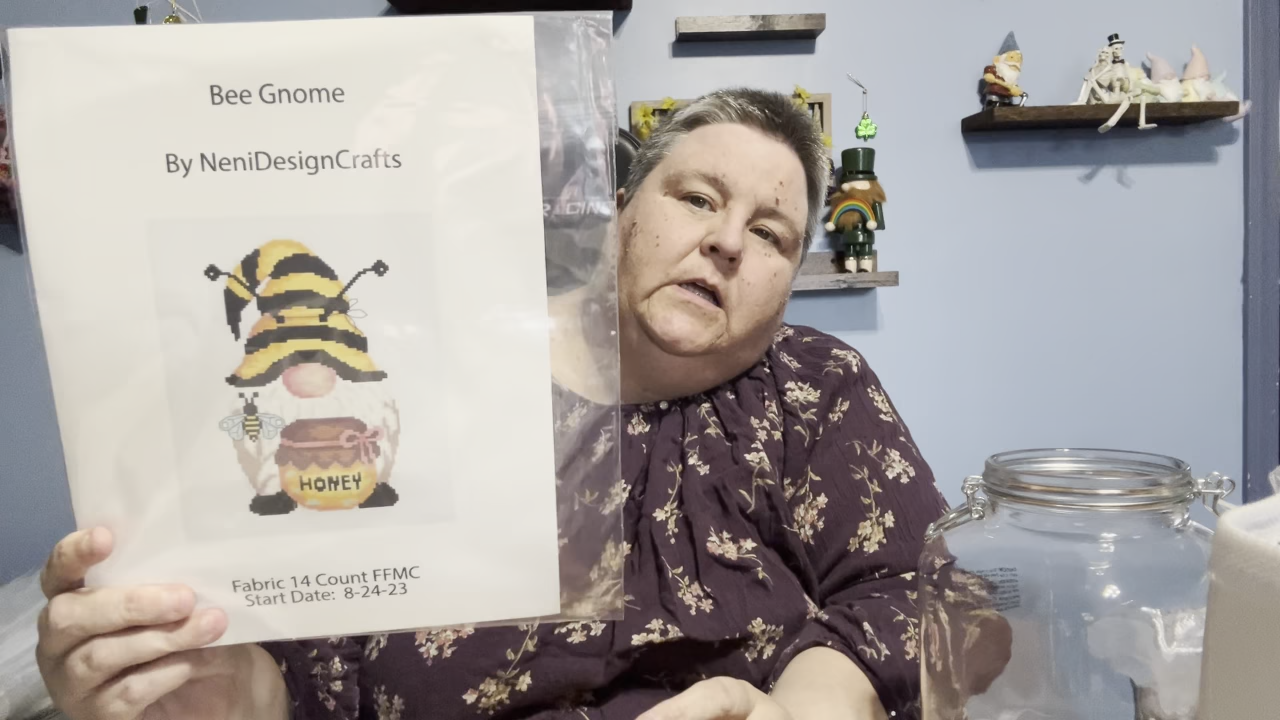 Bee Gnome
By NeniDesignCrafts
HONEY
Fabric 14 Count FFMC
Start Date: 8-24-23